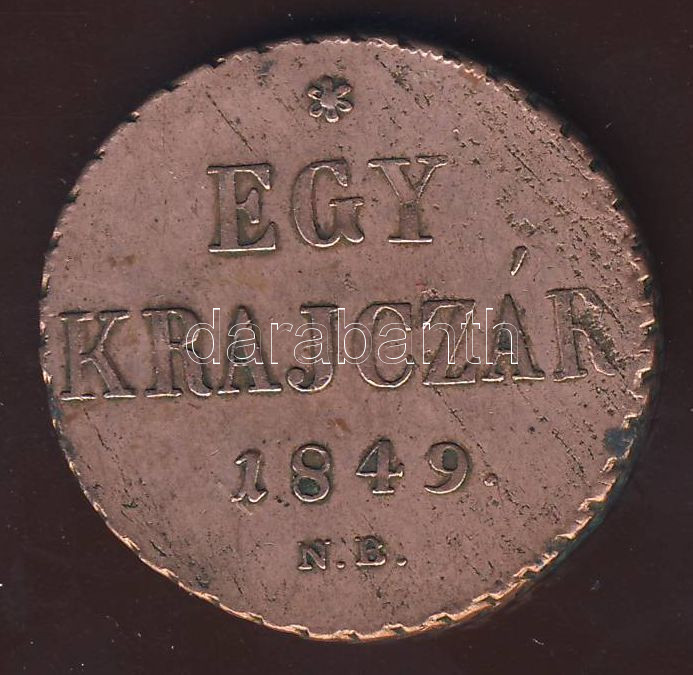 EGY
KRAJCZÁR
darabanth
1849.
N.B.